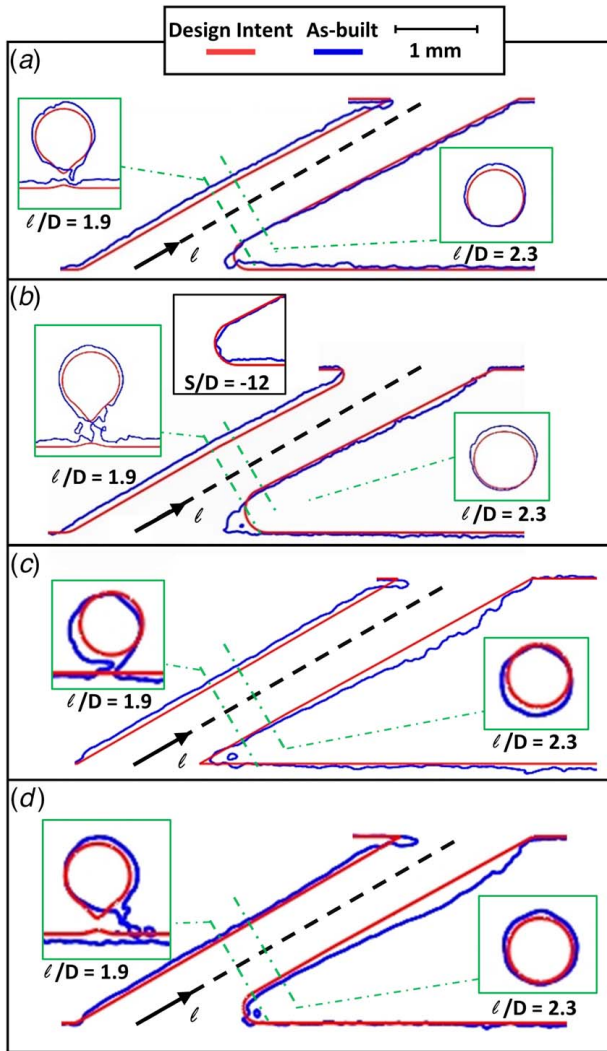 Design Intent As-built
1 mm
(a)
ℓ/D = 1.9
ℓ
ℓ/D = 2.3
(b)
S/D = -12
ℓ/D = 1.9
ℓ
ℓ/D = 2.3
(c)
ℓ/D = 1.9
ℓ
ℓ/D = 2.3
(d)
ℓ/D = 1.9
ℓ
ℓ/D = 2.3